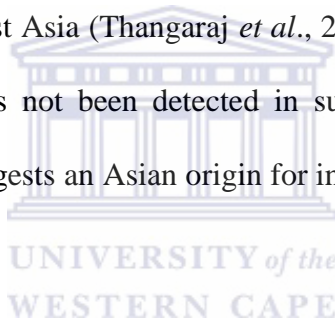 st Asia (Thangaraj et al., 2
s not been detected in su
gests an Asian origin for in
UNIVERSITY of the
WESTERN CAPE